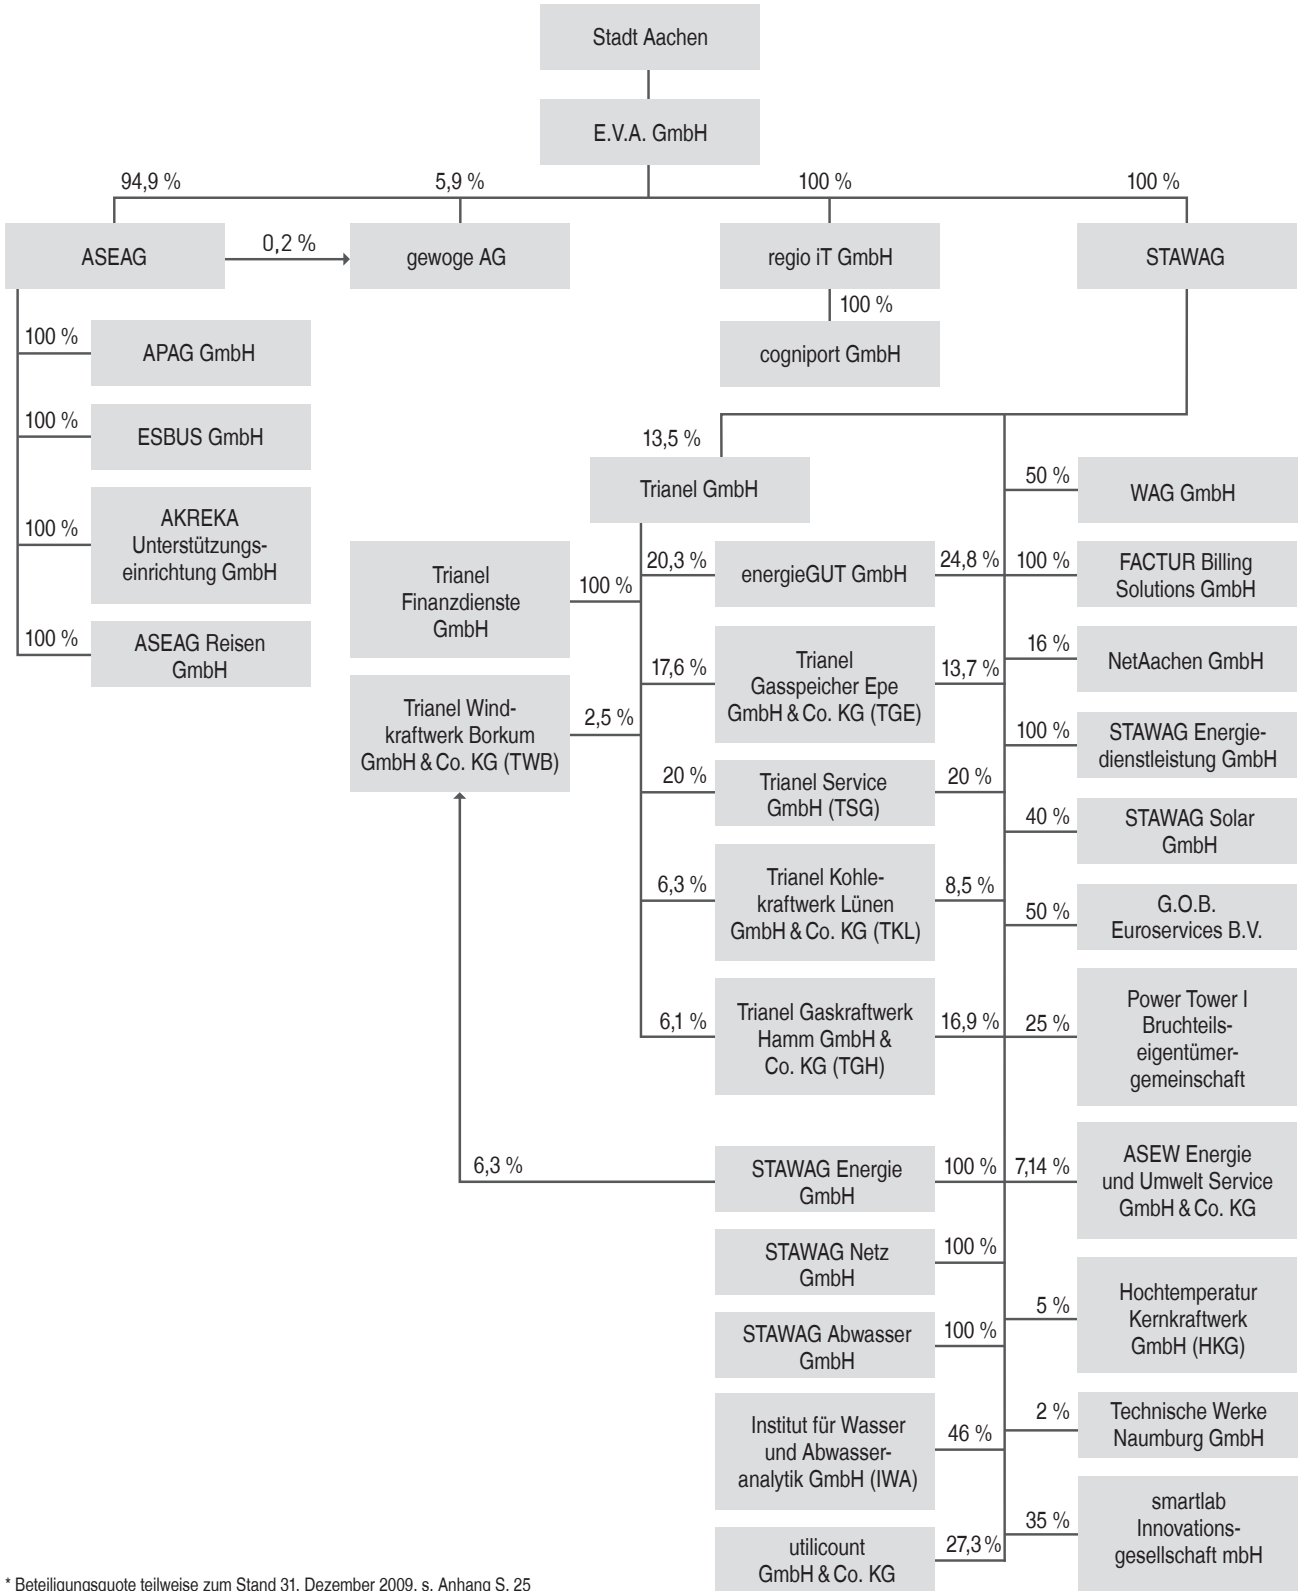 Stadt Aachen
E.V.A. GmbH
94,9 %
5,9 %
100 %
100 %
ASEAG
0,2 %
gewoge AG
regio iT GmbH
STAWAG
100 %
cogniport GmbH
100 %
APAG GmbH
100 %
ESBUS GmbH
100 %
AKREKA
Unterstützungs-
einrichtung GmbH
100 %
ASEAG Reisen
GmbH
13,5 %
Trianel GmbH
100 %
Trianel
Finanzdienste
GmbH
2,5 %
Trianel Wind-
kraftwerk Borkum
GmbH & Co. KG (TWB)
20,3 %
energieGUT GmbH
24,8 %
17,6 %
Trianel
Gasspeicher Epe
GmbH & Co. KG (TGE)
13,7 %
20 %
Trianel Service
GmbH (TSG)
20 %
6,3 %
Trianel Kohle-
kraftwerk Lünen
GmbH & Co. KG (TKL)
8,5 %
6,1 %
Trianel Gaskraftwerk
Hamm GmbH &
Co. KG (TGH)
16,9 %
6,3 %
STAWAG Energie
GmbH
100 %
STAWAG Netz
GmbH
100 %
STAWAG Abwasser
GmbH
100 %
Institut für Wasser
und Abwasser-
analytik GmbH (IWA)
46 %
utilicount
GmbH & Co. KG
27,3 %
50 %
WAG GmbH
100 %
FACTUR Billing
Solutions GmbH
16 %
NetAachen GmbH
100 %
STAWAG Energie-
dienstleistung GmbH
40 %
STAWAG Solar
GmbH
50 %
G.O.B.
Euroservices B.V.
25 %
Power Tower I
Bruchteils-
eigentümer-
gemeinschaft
7,14 %
ASEW Energie
und Umwelt Service
GmbH & Co. KG
5 %
Hochtemperatur
Kernkraftwerk
GmbH (HKG)
2 %
Technische Werke
Naumburg GmbH
35 %
smartlab
Innovations-
gesellschaft mbH
* Beteiligungsquote teilweise zum Stand 31. Dezember 2009, s. Anhang S. 25